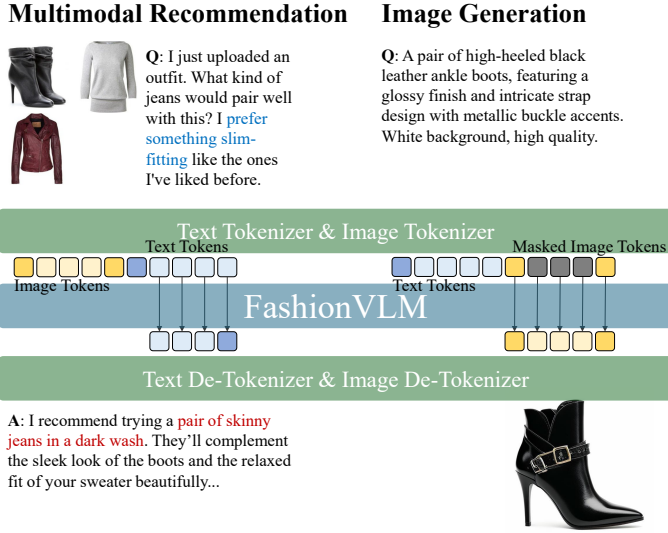 Multimodal Recommendation
Q: I just uploaded an
outfit. What kind of
jeans would pair well
with this? I prefer
something slim-
fitting like the ones
I've liked before.
Image Generation
Q: A pair of high-heeled black
leather ankle boots, featuring a
glossy finish and intricate strap
design with metallic buckle accents.
White background, high quality.
Text Tokenizer & Image Tokenizer
Text Tokens
Masked Image Tokens
Image Tokens
Text Tokens
FashionVLM
Text De-Tokenizer & Image De-Tokenizer
A: I recommend trying a pair of skinny
jeans in a dark wash. They’ll complement
the sleek look of the boots and the relaxed
fit of your sweater beautifully...